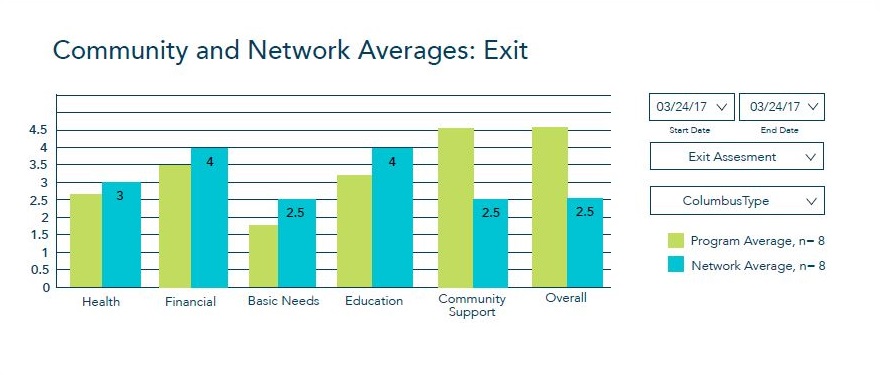 Community and Network Averages: Exit
4.5
4
3.5
3
2.5
2
1.5
1
0.5
0
3
4
2.5
4
2.5
2.5
Health
Financial
Basic Needs
Education
Community
Support
Overall
03/24/17
03/24/17
Start Date
End Date
Exit Assesment
ColumbusType
Program Average, n= 8
Network Average, n= 8